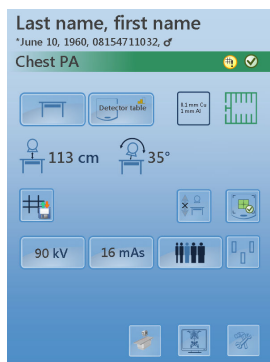 Last name, first name
*June 10, 1960, 08154711032, ♂
Chest PA
Detector table
0.1 mm Cu
1 mm Al
113 cm
35°
90 kV
16 mAs